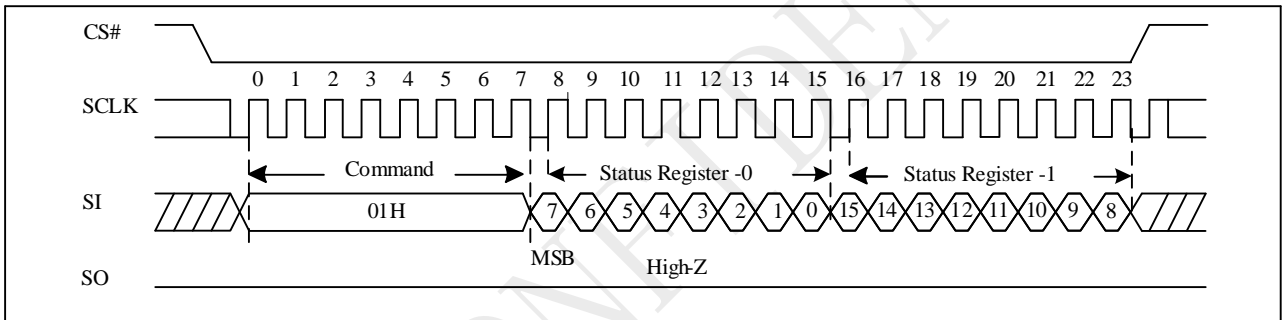 CS#
0 1 2 3 4 5 6 7 8 9 10 11 12 13 14 15 16 17 18 19 20 21 22 23
SCLK
Command Status Register -0 Status Register -1
SI 01H 7 6 5 4 3 2 1 0 15 14 13 12 11 10 9 8
MSB High-Z
SO